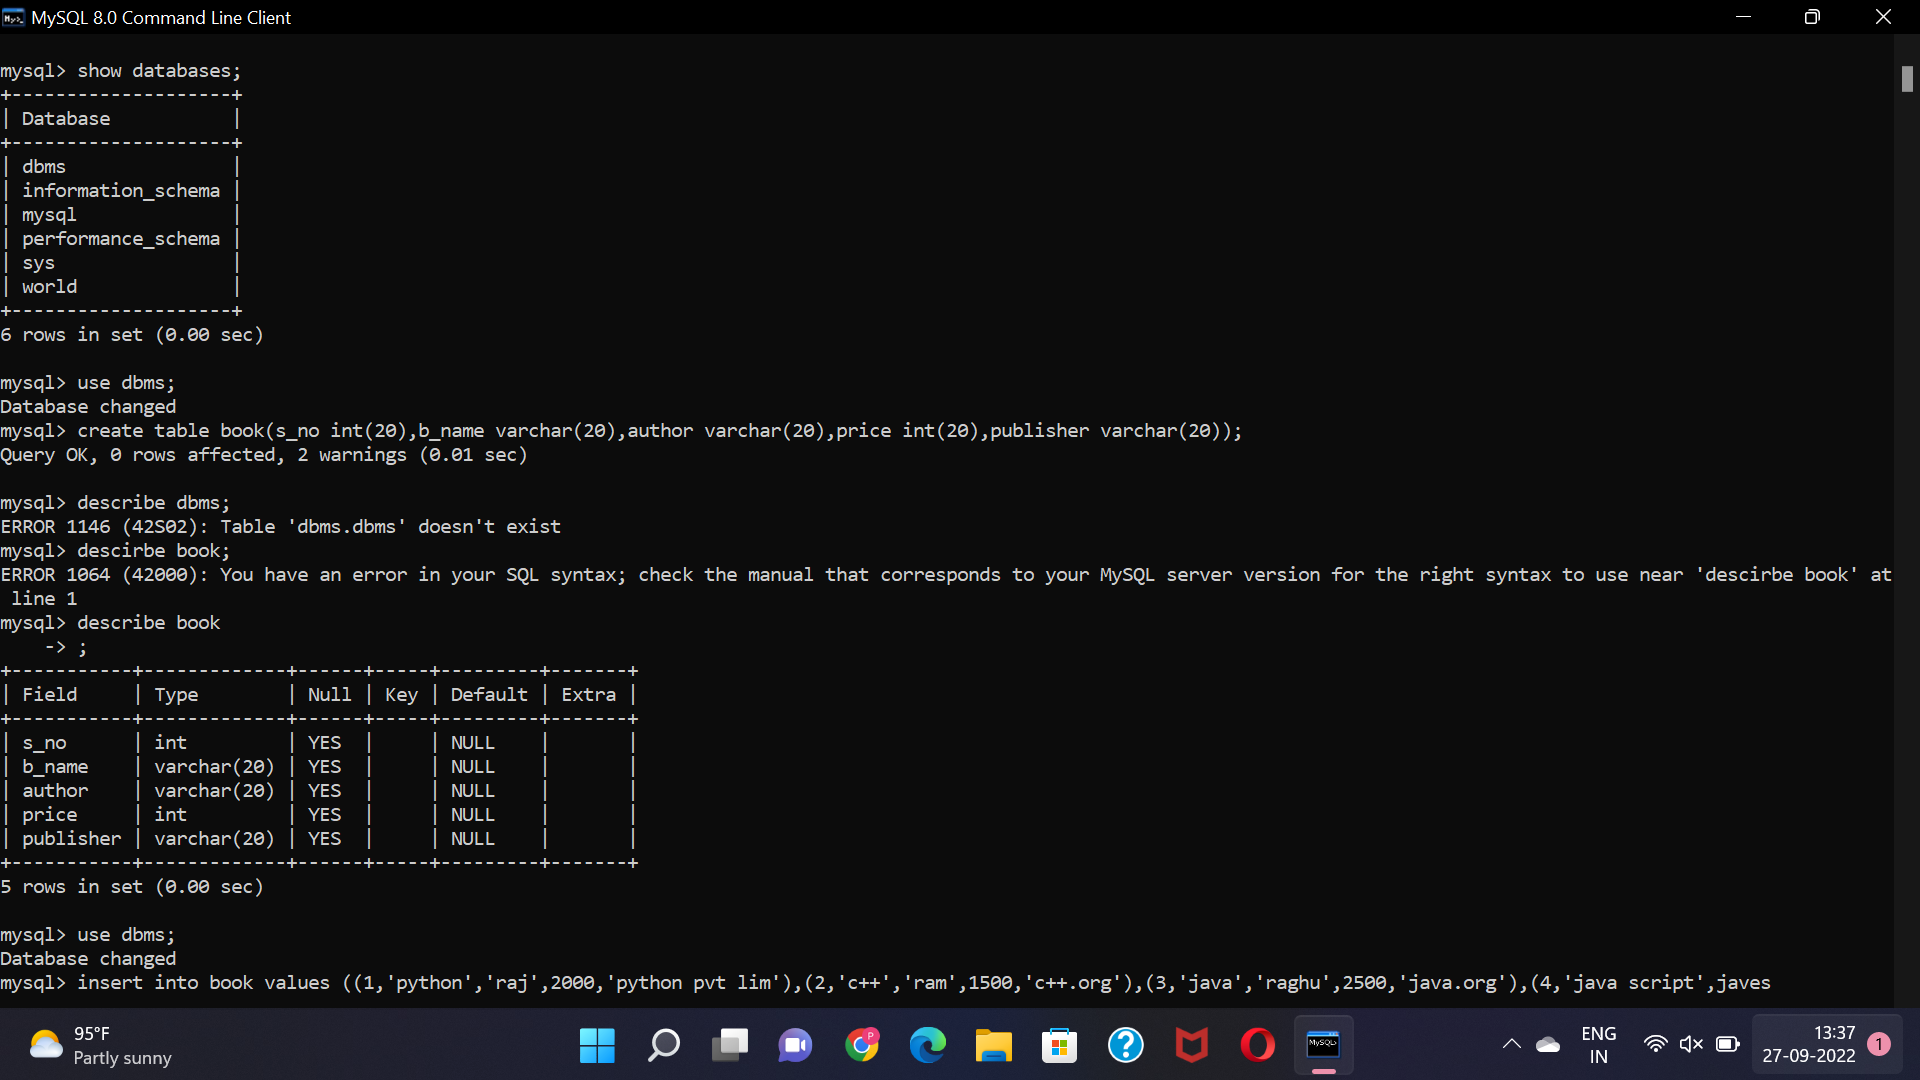 MySQL 8.0 Command Line Client
mysql> show databases;
+--------------------+
| Database           |
+--------------------+
| dbms               |
| information_schema |
| mysql              |
| performance_schema |
| sys                |
| world              |
+--------------------+
6 rows in set (0.00 sec)
mysql> use dbms;
Database changed
mysql> create table book(s_no int(20),b_name varchar(20),author varchar(20),price int(20),publisher varchar(20));
Query OK, 0 rows affected, 2 warnings (0.01 sec)
mysql> describe dbms;
ERROR 1146 (42S02): Table 'dbms.dbms' doesn't exist
mysql> descirbe book;
ERROR 1064 (42000): You have an error in your SQL syntax; check the manual that corresponds to your MySQL server version for the right syntax to use near 'descirbe book' at
 line 1
mysql> describe book
    -> ;
+-----------+-------------+------+-----+---------+-------+
| Field     | Type        | Null | Key | Default | Extra |
+-----------+-------------+------+-----+---------+-------+
| s_no      | int         | YES  |     | NULL    |       |
| b_name    | varchar(20) | YES  |     | NULL    |       |
| author    | varchar(20) | YES  |     | NULL    |       |
| price     | int         | YES  |     | NULL    |       |
| publisher | varchar(20) | YES  |     | NULL    |       |
+-----------+-------------+------+-----+---------+-------+
5 rows in set (0.00 sec)
mysql> use dbms;
Database changed
mysql> insert into book values ((1,'python','raj',2000,'python pvt lim'),(2,'c++','ram',1500,'c++.org'),(3,'java','raghu',2500,'java.org'),(4,'java script',javes
95°F
Partly sunny
P
MySQL>
ENG
IN
13:37
27-09-2022
1